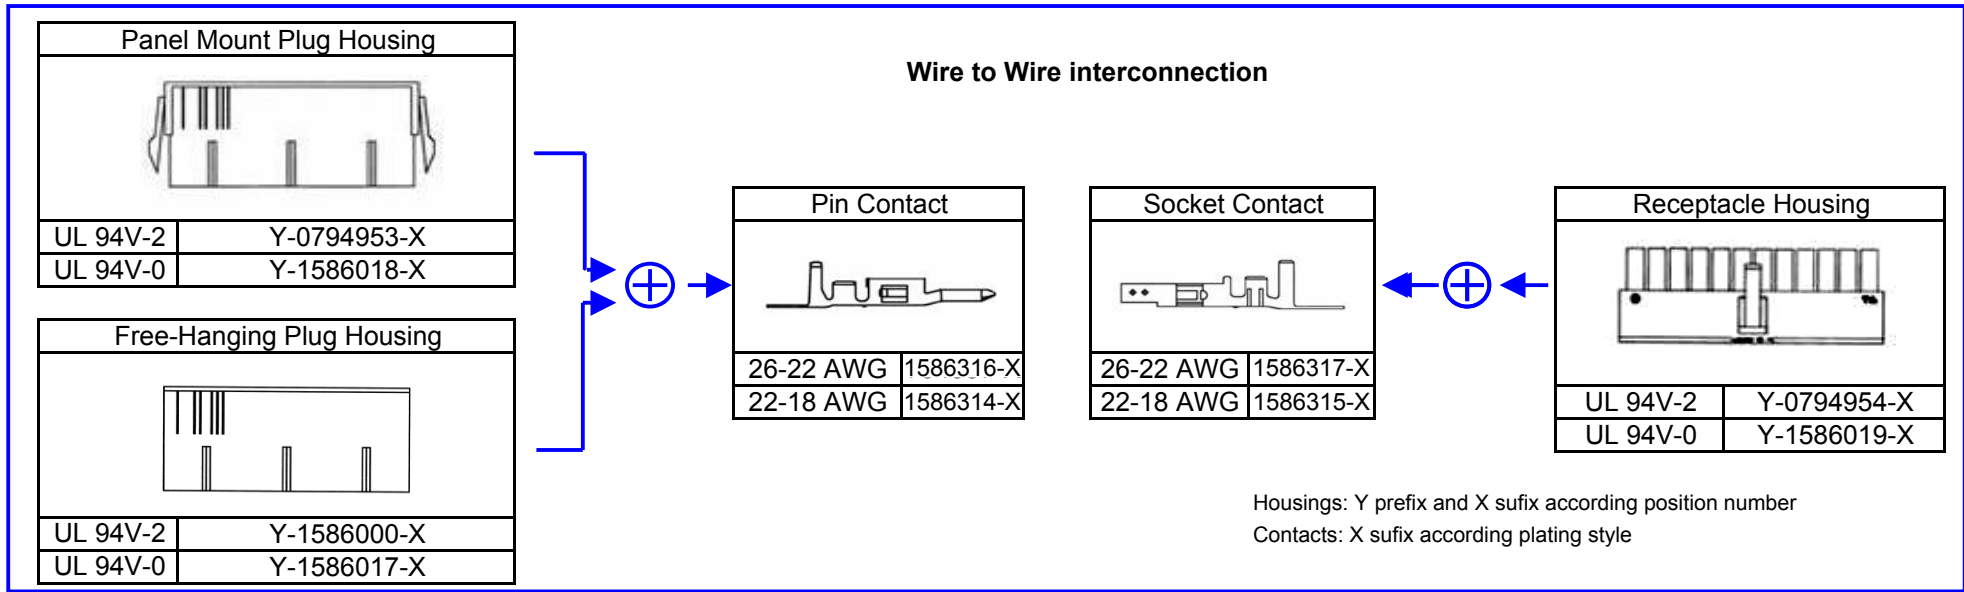 Panel Mount Plug Housing
UL 94V-2 Y-0794953-X
UL 94V-0 Y-1586018-X
Free-Hanging Plug Housing
UL 94V-2 Y-1586000-X
UL 94V-0 Y-1586017-X
Wire to Wire interconnection
Pin Contact
26-22 AWG 1586316-X
22-18 AWG 1586314-X
Socket Contact
26-22 AWG 1586317-X
22-18 AWG 1586315-X
Receptacle Housing
UL 94V-2 Y-0794954-X
UL 94V-0 Y-1586019-X
Housings: Y prefix and X sufix according position number
Contacts: X sufix according plating style